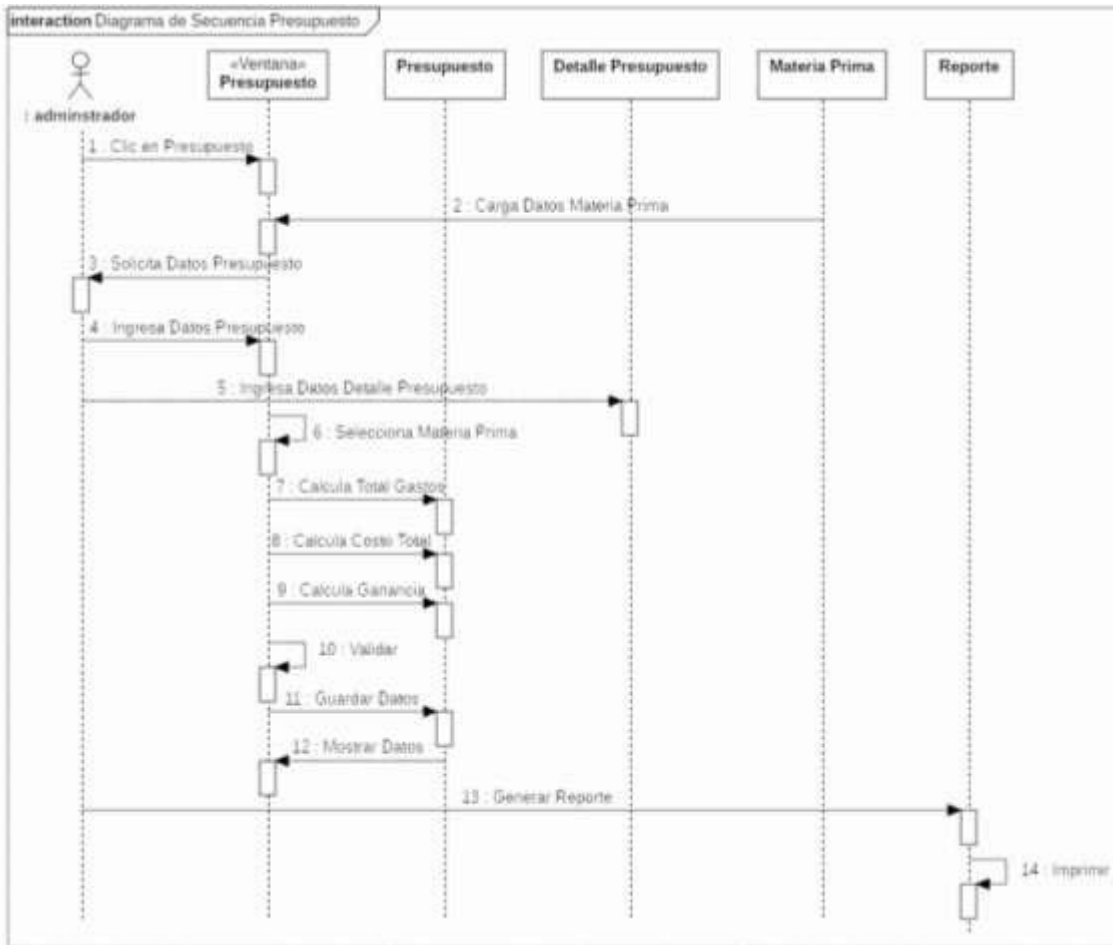 interaction Diagrama de Secuencia Presupuesto
«Ventana»
Presupuesto
Presupuesto
Detalle Presupuesto
Materia Prima
Reporte
: adminstrador
1 : Clic en Presupuesto
2 : Carga Datos Materia Prima
3 : Solicita Datos Presupuesto
4 : Ingresa Datos Presupuesto
5 : Ingresa Datos Detalle Presupuesto
6 : Selecciona Materia Prima
7 : Calcula Total Gastos
8 : Calcula Costo Total
9 : Calcula Ganancia
10 : Validar
11 : Guardar Datos
12 : Mostrar Datos
13 : Generar Reporte
14 : Imprimir